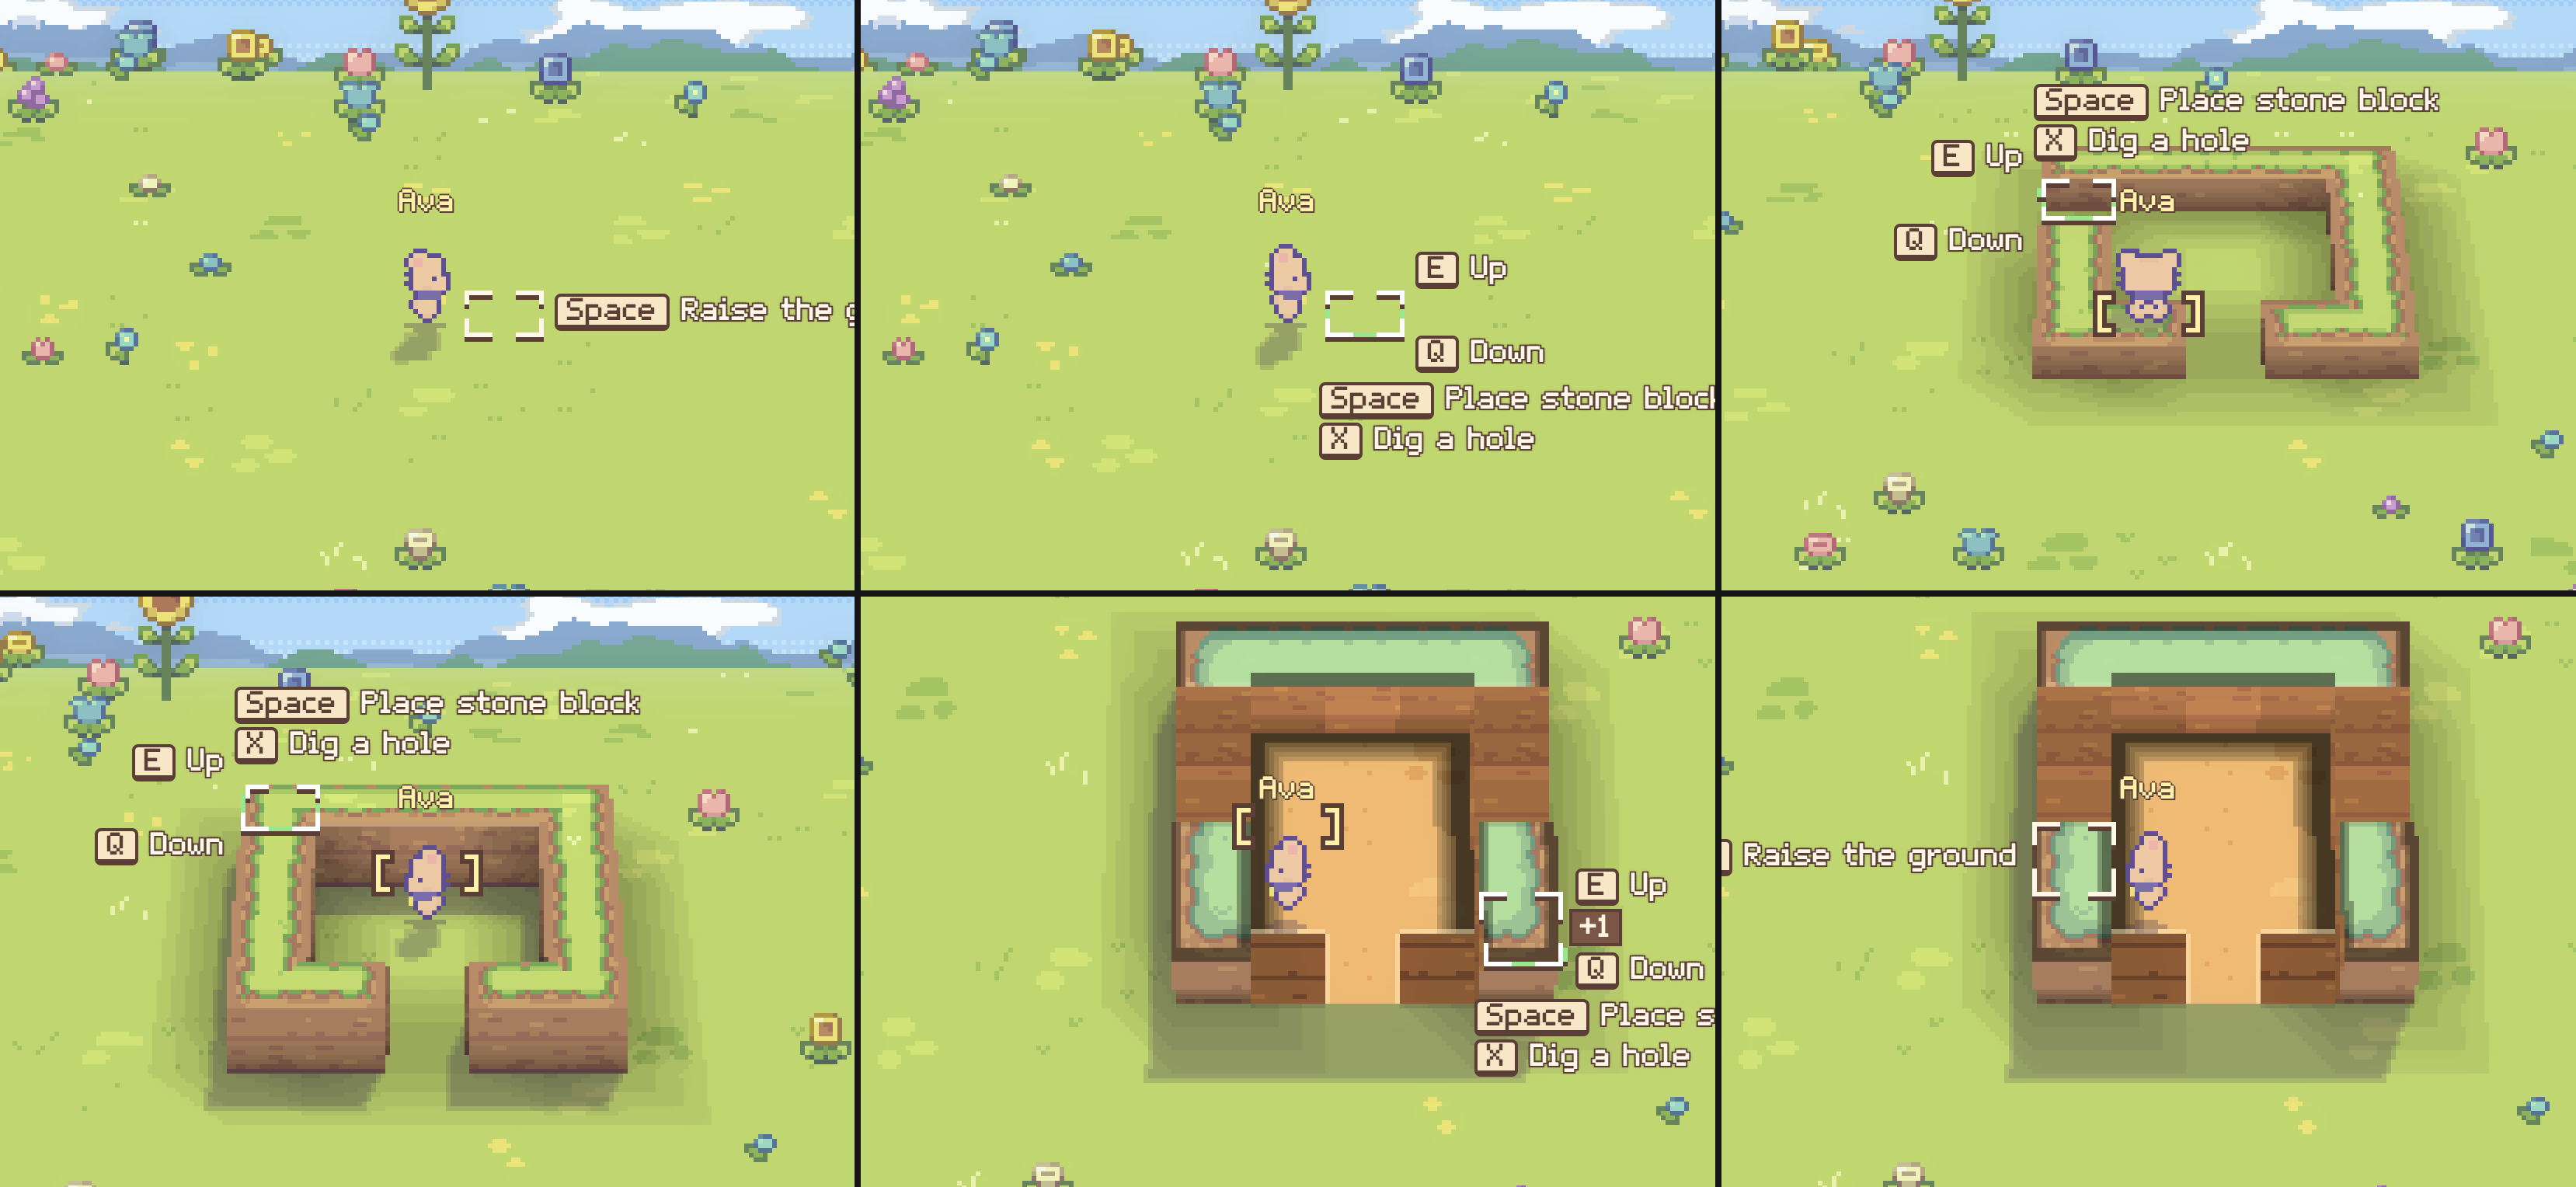 Ava
Space Raise the g
Ava
E Up
Q Down
Space Place stone block
X Dig a hole
Space Place stone block
X Dig a hole
E Up
Ava
Q Down
Space Place stone block
X Dig a hole
E Up
Ava
Q Down
Ava
E Up
+1
Q Down
Space Place s
X Dig a hole
Ava
Raise the ground